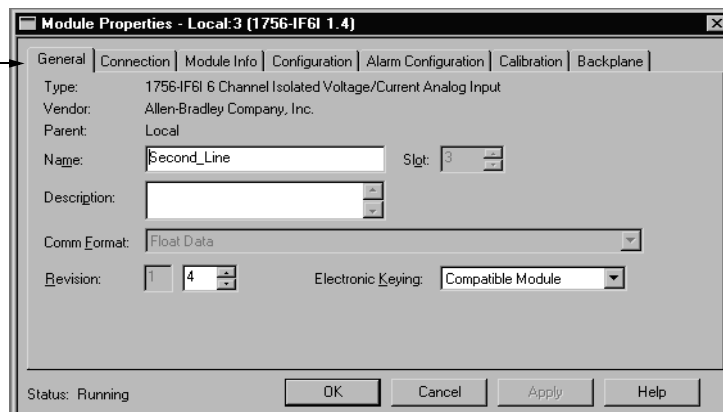 Module Properties - Local:3 (1756-IF6I 1.4)
General Connection Module Info Configuration Alarm Configuration Calibration Backplane
Type: 1756-IF6I 6 Channel Isolated Voltage/Current Analog Input
Vendor: Allen-Bradley Company, Inc.
Parent: Local
Name: Second_Line Slot: 3
Description:
Comm Format: Float Data
Revision: 1 4 Electronic Keying: Compatible Module
Status: Running OK Cancel Apply Help